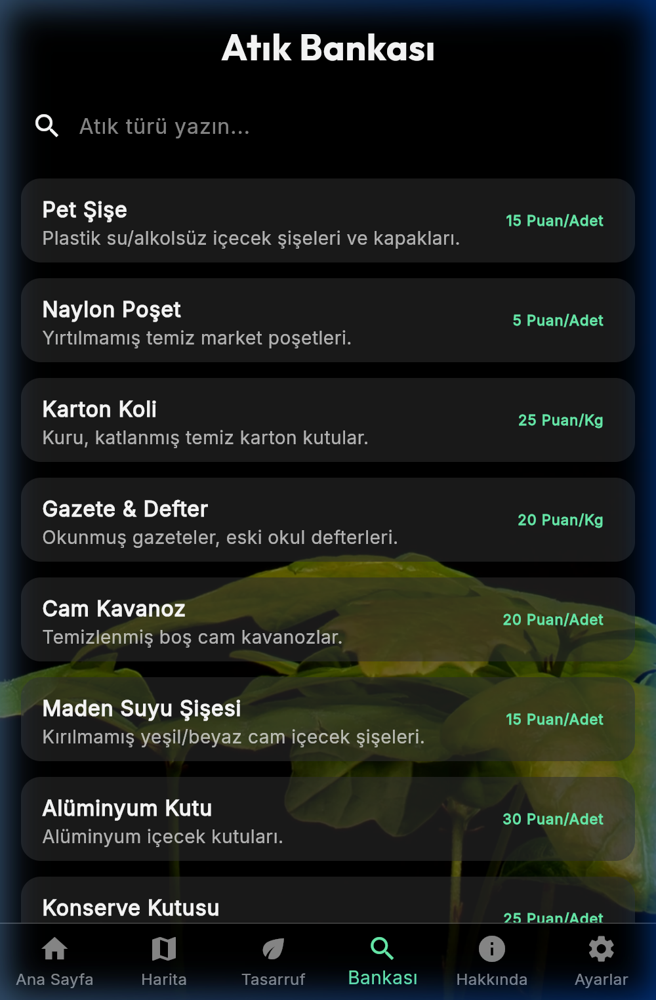 Atık Bankası
Atık türü yazın...
Pet Şişe
Plastik su/alkolsüz içecek şişeleri ve kapakları.
15 Puan/Adet
Naylon Poşet
Yırtılmamış temiz market poşetleri.
5 Puan/Adet
Karton Koli
Kuru, katlanmış temiz karton kutular.
25 Puan/Kg
Gazete & Defter
Okunmuş gazeteler, eski okul defterleri.
20 Puan/Kg
Cam Kavanoz
Temizlenmiş boş cam kavanozlar.
20 Puan/Adet
Maden Suyu Şişesi
Kırılmamış yeşil/beyaz cam içecek şişeleri.
15 Puan/Adet
Alüminyum Kutu
Alüminyum içecek kutuları.
30 Puan/Adet
Konserve Kutusu
25 Puan/Adet
Ana Sayfa
Harita
Tasarruf
Bankası
Hakkında
Ayarlar